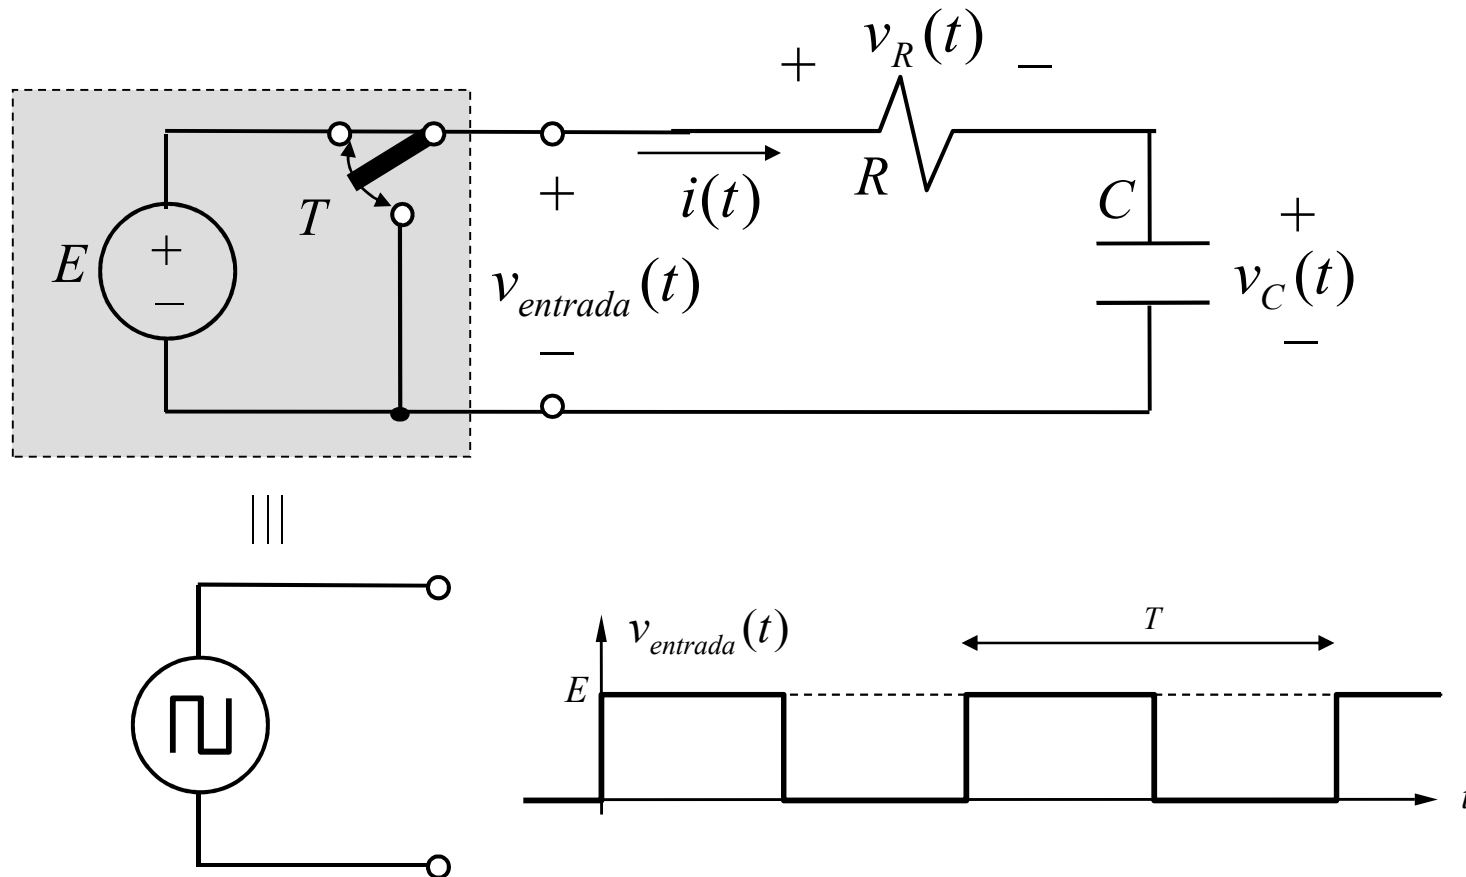 + v_R(t) −
R
i(t)
T
E
+
−
+
v_entrada(t)
−
C
+
v_C(t)
−
v_entrada(t)
T
E
t